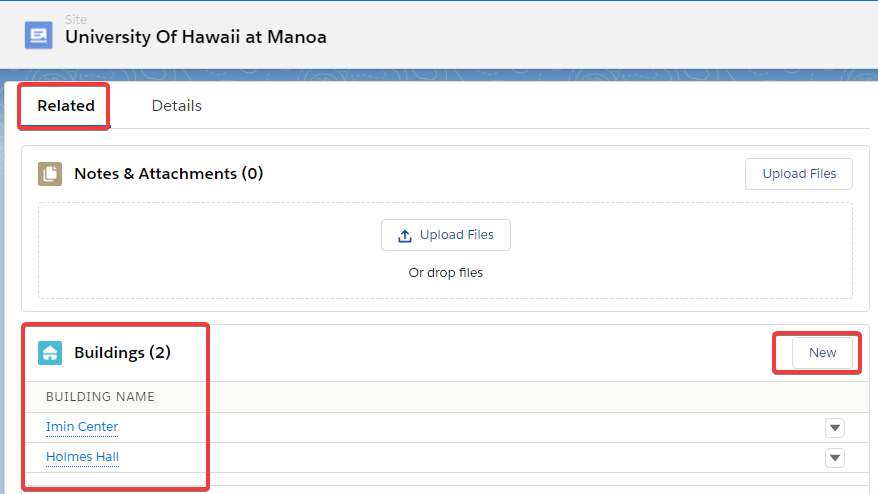 Site
University Of Hawaii at Manoa
Related Details
Notes & Attachments (0) Upload Files
Upload Files
Or drop files
Buildings (2) New
BUILDING NAME
Imin Center
Holmes Hall